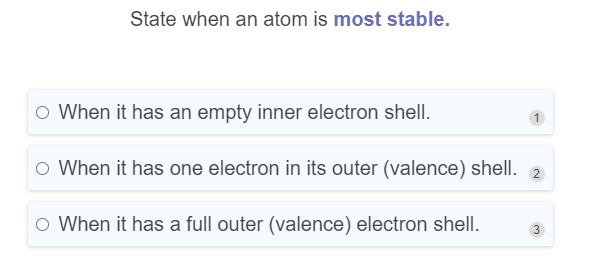 State when an atom is most stable.
When it has an empty inner electron shell. 1
When it has one electron in its outer (valence) shell. 2
When it has a full outer (valence) electron shell. 3